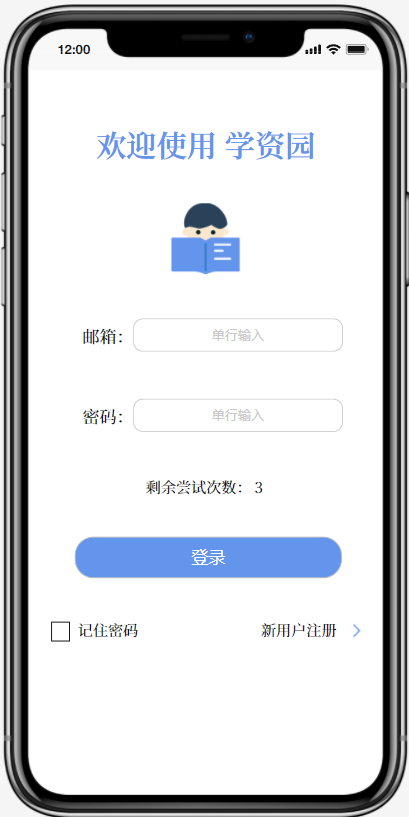 12:00
欢迎使用 学资园
邮箱： 单行输入
密码： 单行输入
剩余尝试次数： 3
登录
记住密码 新用户注册